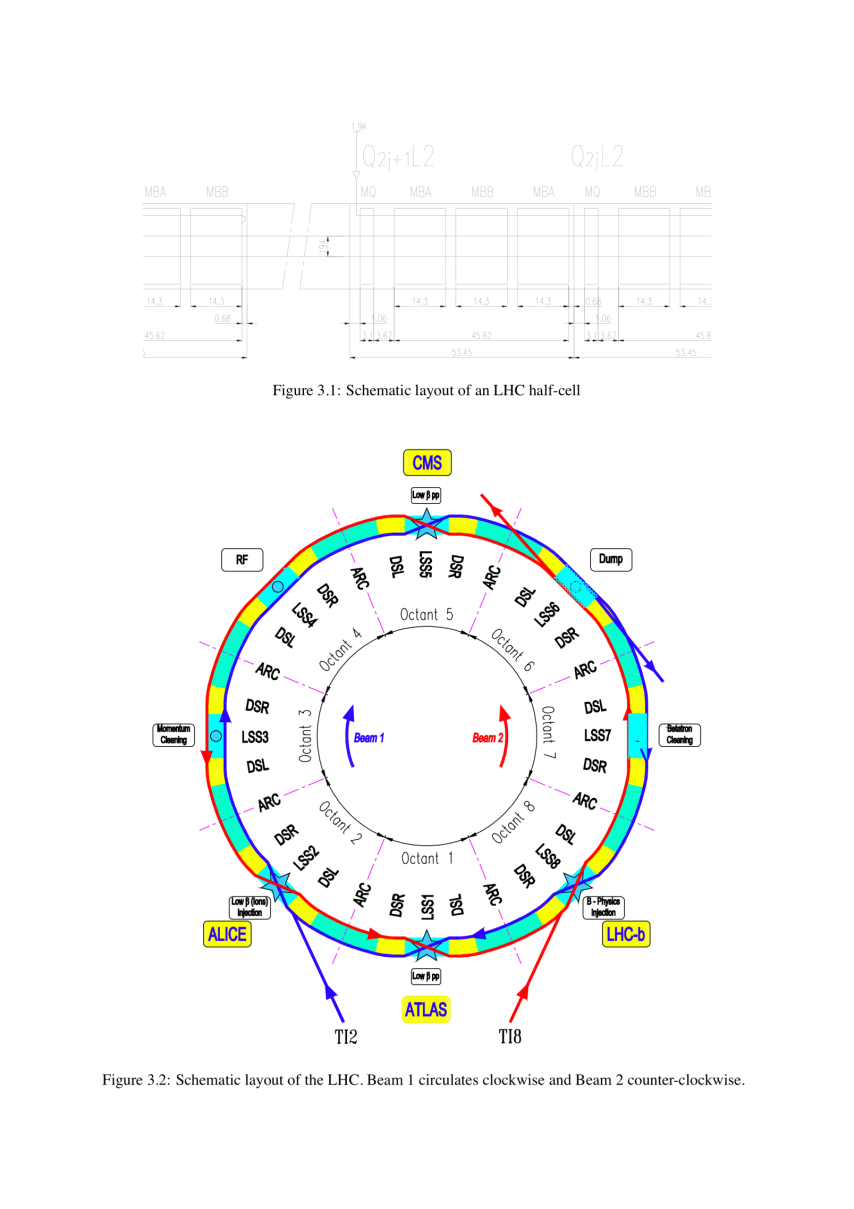 1.9K
Q2j+1L2 Q2jL2
MBA MBB MQ MBA MBB MBA MQ MBB MB
194
14.3 14.3 14.3 14.3 14.3 0.68 14.3 14.3
0.68 1.06 1.06
45.62 3.1 3.67 45.62 3.1 3.67 45.6
53.45 53.45
Figure 3.1: Schematic layout of an LHC half-cell
CMS
Low β pp
RF
Dump
DSL LSS5 DSR
ARC ARC
DSR DSL
LSS4 LSS6
DSL DSR
Octant 5
Octant 4 Octant 6
ARC ARC
Momentum
Cleaning
DSR
LSS3
DSL
Octant 3
Beam 1
Beam 2
Octant 7
DSL
LSS7
DSR
Betatron
Cleaning
ARC ARC
DSR DSL
LSS2 LSS8
DSL DSR
Octant 2 Octant 8
Octant 1
ARC ARC
DSR LSS1 DSL
Low β (Ions)
Injection
ALICE
B - Physics
Injection
LHC-b
Low β pp
ATLAS
TI2 TI8
Figure 3.2: Schematic layout of the LHC. Beam 1 circulates clockwise and Beam 2 counter-clockwise.